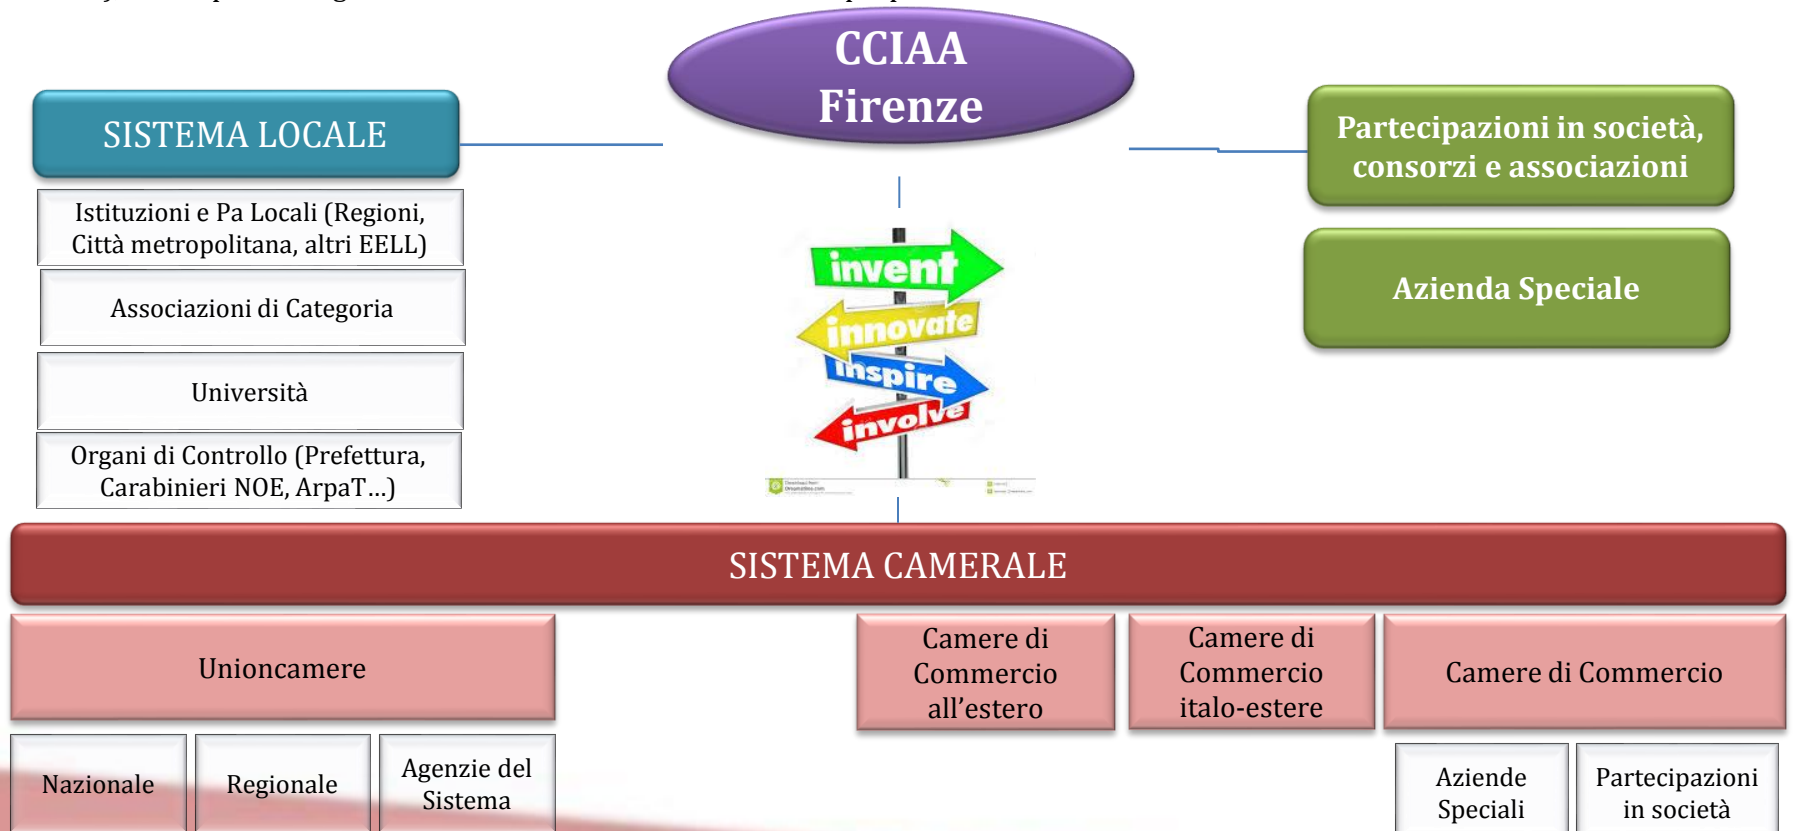 CCIAA
Firenze
SISTEMA LOCALE
Istituzioni e Pa Locali (Regioni,
Città metropolitana, altri EELL)
Associazioni di Categoria
Università
Organi di Controllo (Prefettura,
Carabinieri NOE, ArpaT…)
Partecipazioni in società,
consorzi e associazioni
Azienda Speciale
invent
innovate
inspire
involve
SISTEMA CAMERALE
Unioncamere
Nazionale
Regionale
Agenzie del
Sistema
Camere di
Commercio
all’estero
Camere di
Commercio
italo-estere
Camere di Commercio
Aziende
Speciali
Partecipazioni
in società